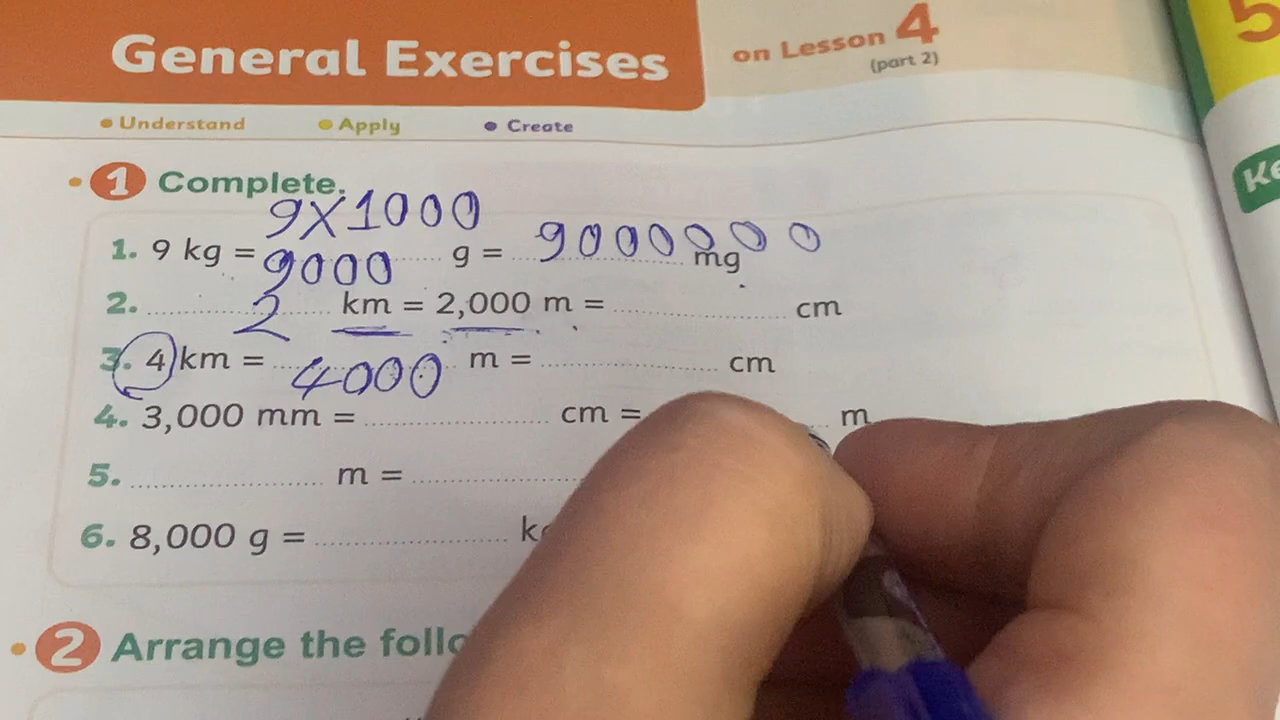 General Exercises
on Lesson 4
(part 2)
• Understand • Apply • Create
• 1 Complete.
9X1000
1. 9 kg = 9000 g = 9000000 mg
2. 2 km = 2,000 m = ........ cm
3. 4 km = 4000 m = ........ cm
4. 3,000 mm = ........ cm = ........ m
5. ........ m = ........
6. 8,000 g = ........
• 2 Arrange the
5